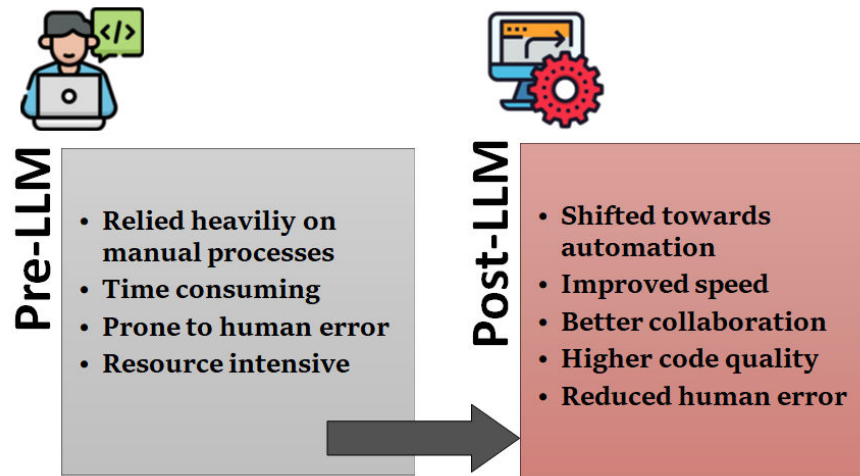 </>
Pre-LLM
• Relied heaviliy on
manual processes
• Time consuming
• Prone to human error
• Resource intensive
Post-LLM
• Shifted towards
automation
• Improved speed
• Better collaboration
• Higher code quality
• Reduced human error